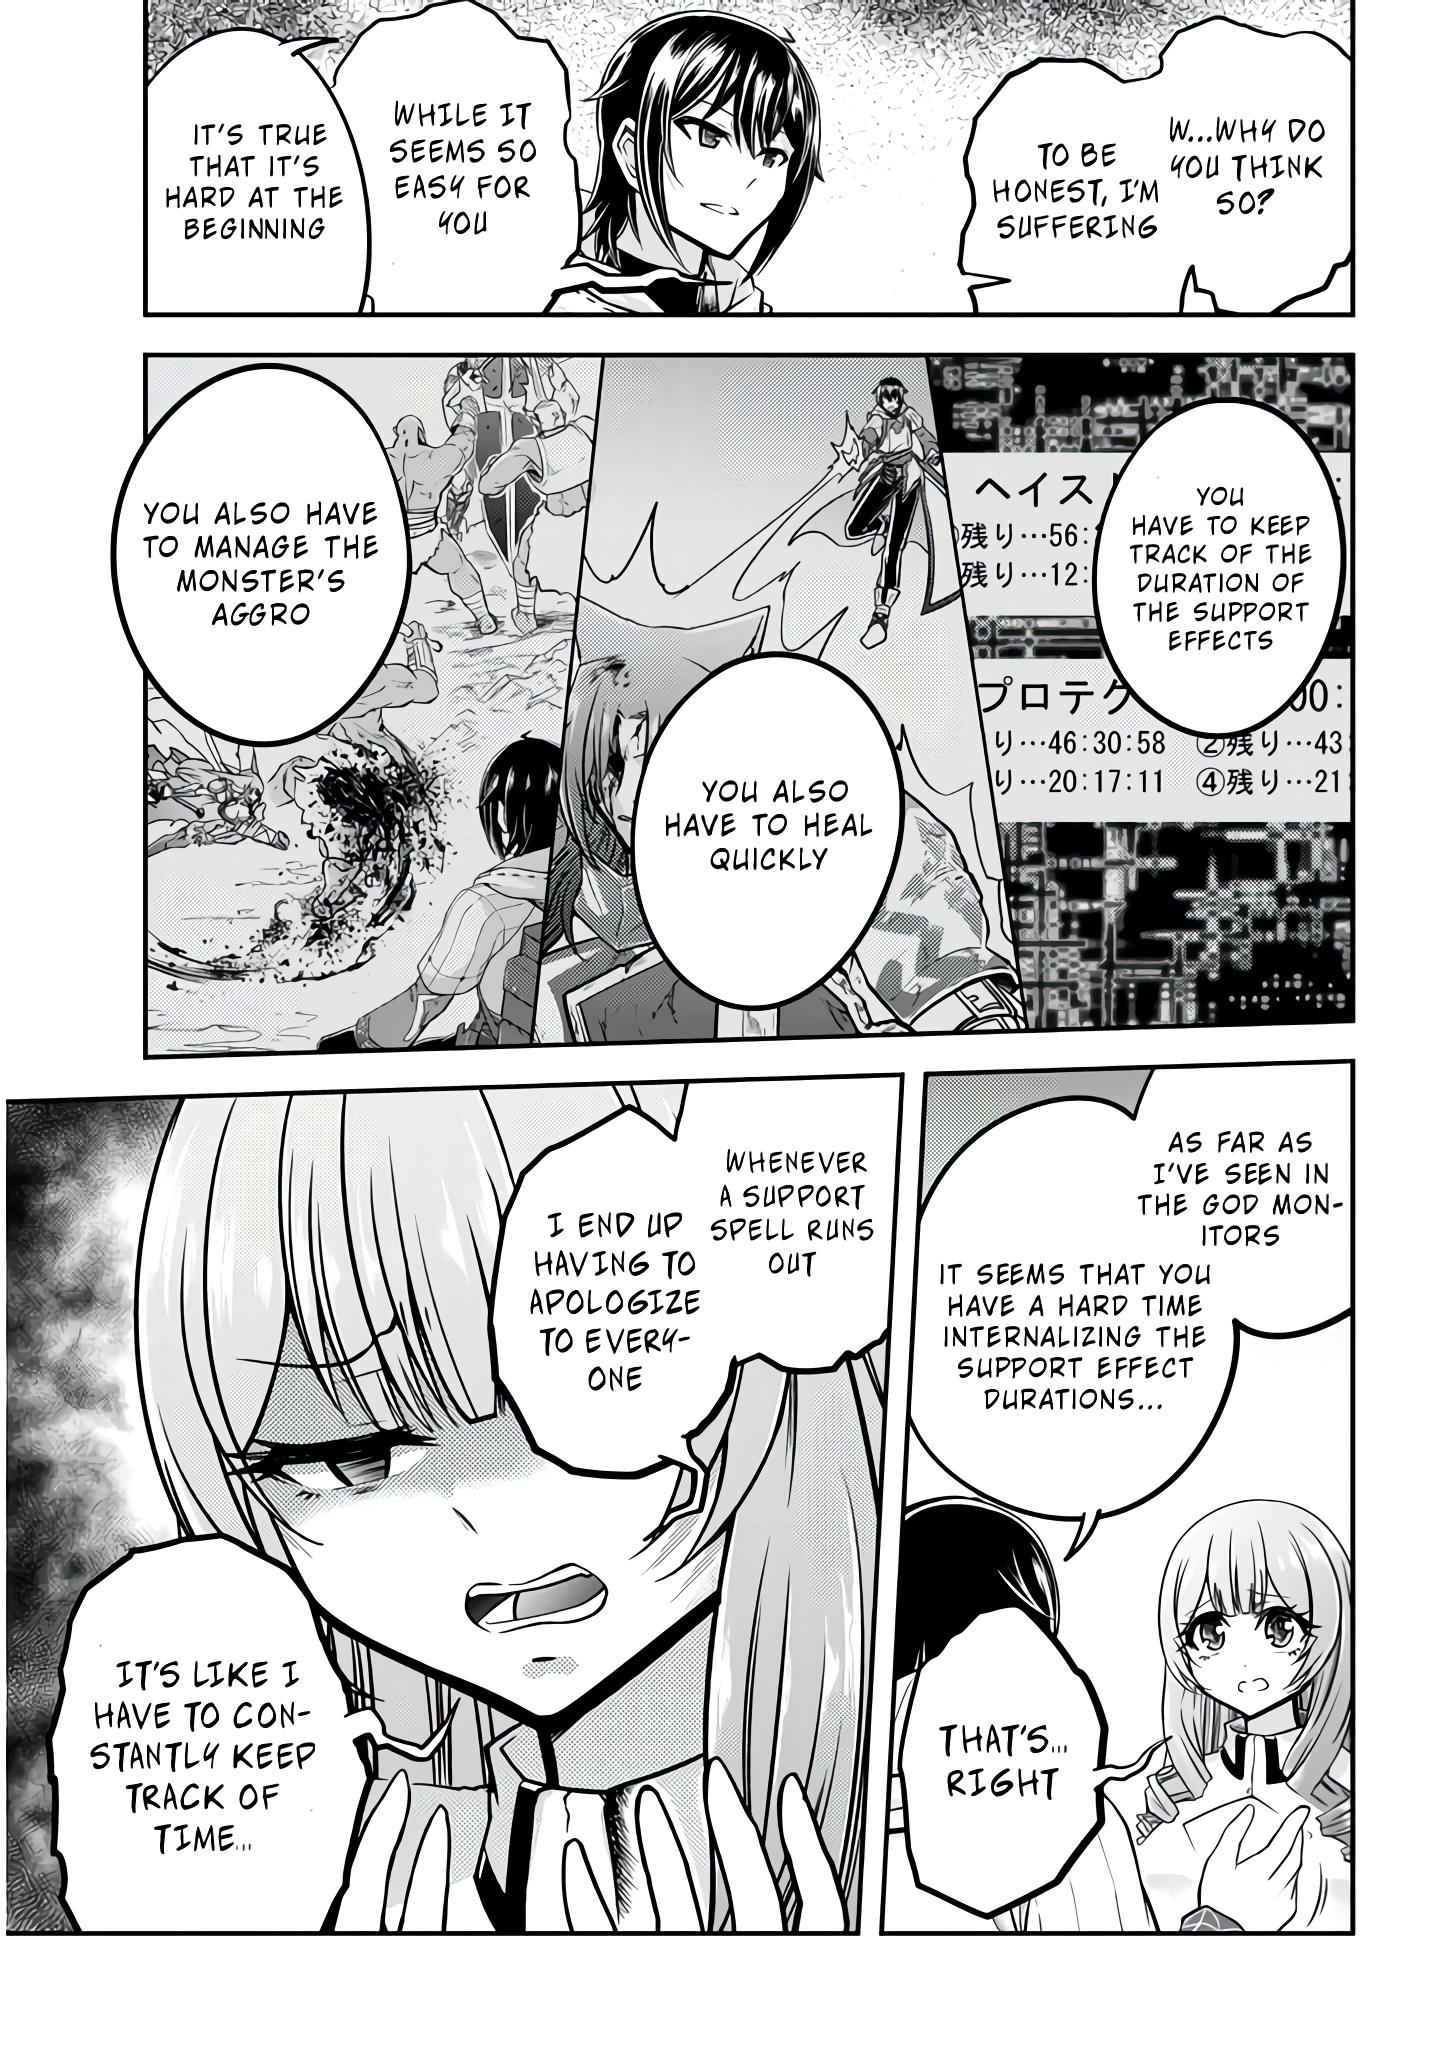 W...WHY DO
YOU THINK
SO?
TO BE
HONEST, I'M
SUFFERING
WHILE IT
SEEMS SO
EASY FOR
YOU
IT'S TRUE
THAT IT'S
HARD AT THE
BEGINNING
YOU
HAVE TO KEEP
TRACK OF THE
DURATION OF
THE SUPPORT
EFFECTS
ヘイス
残り…56:
残り…12:
プロテク
00:
り…46:30:58 ②残り…43
り…20:17:11 ④残り…21
YOU ALSO
HAVE TO HEAL
QUICKLY
YOU ALSO HAVE
TO MANAGE THE
MONSTER'S
AGGRO
AS FAR AS
I'VE SEEN IN
THE GOD MON-
ITORS
IT SEEMS THAT YOU
HAVE A HARD TIME
INTERNALIZING THE
SUPPORT EFFECT
DURATIONS...
THAT'S...
RIGHT
WHENEVER
A SUPPORT
SPELL RUNS
OUT
I END UP
HAVING TO
APOLOGIZE
TO EVERY-
ONE
IT'S LIKE I
HAVE TO CON-
STANTLY KEEP
TRACK OF
TIME...